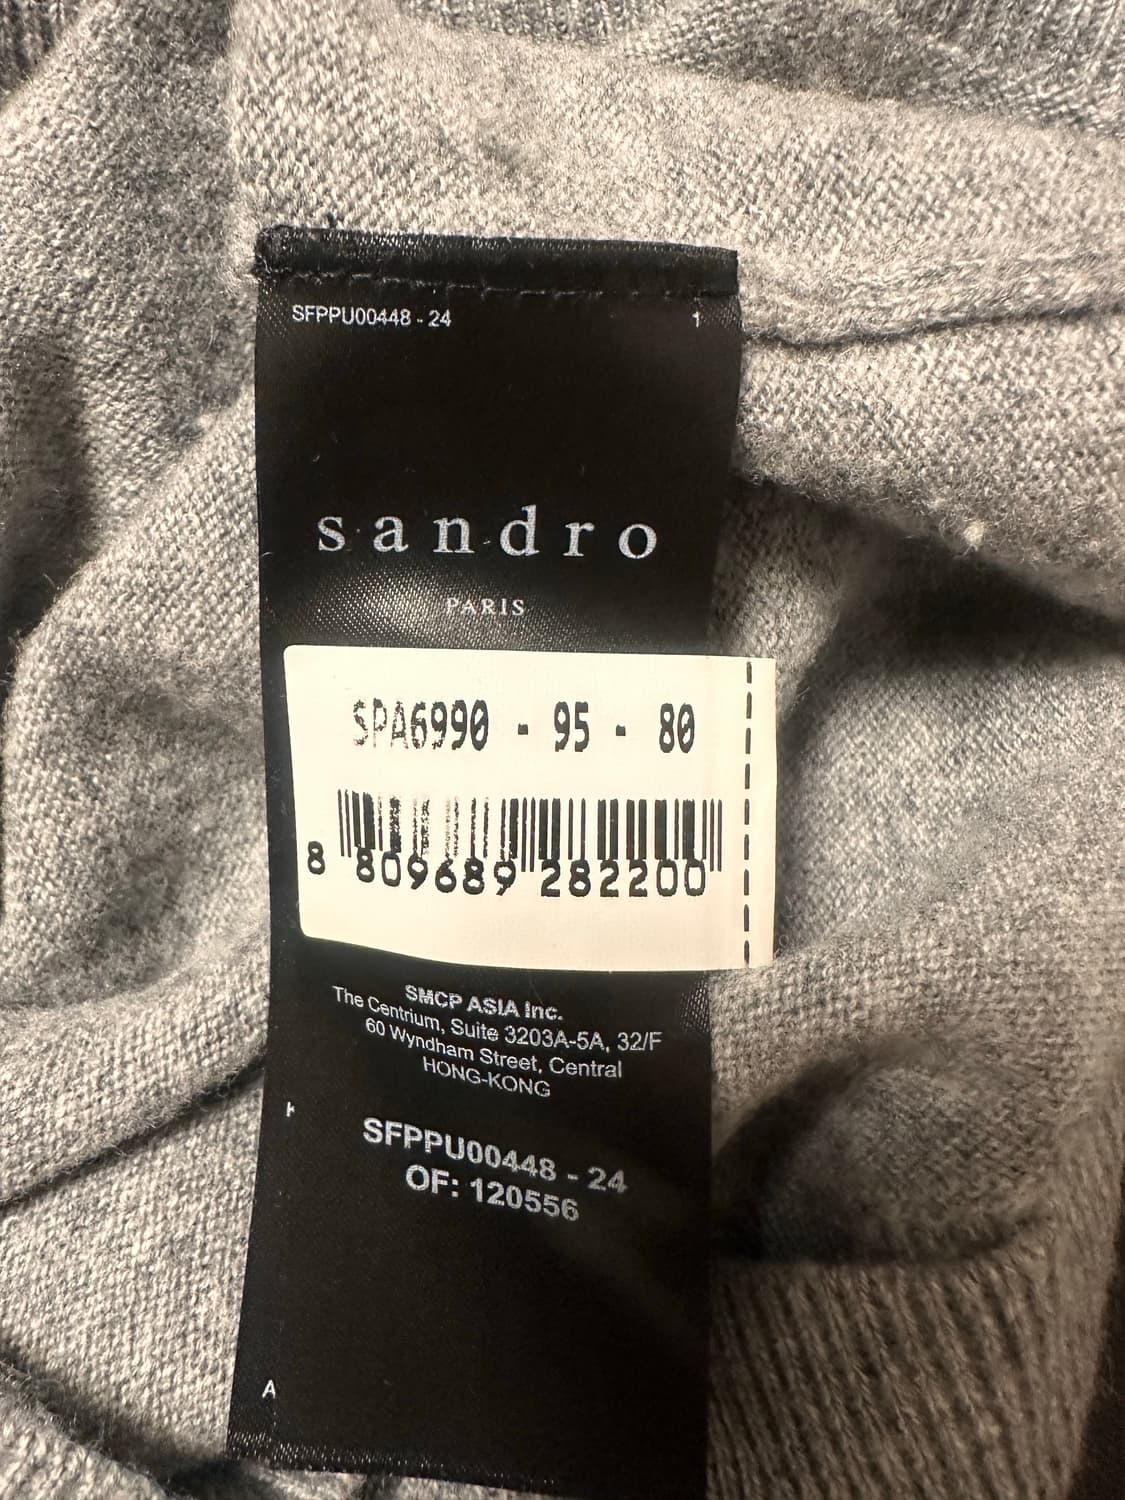 SFPPU00448 - 24 1
sandro
PARIS
SPA6990 - 95 - 80
8 809689 282200
SMCP ASIA Inc.
The Centrium, Suite 3203A-5A, 32/F
60 Wyndham Street, Central
HONG-KONG
SFPPU00448 - 24
OF: 120556
A